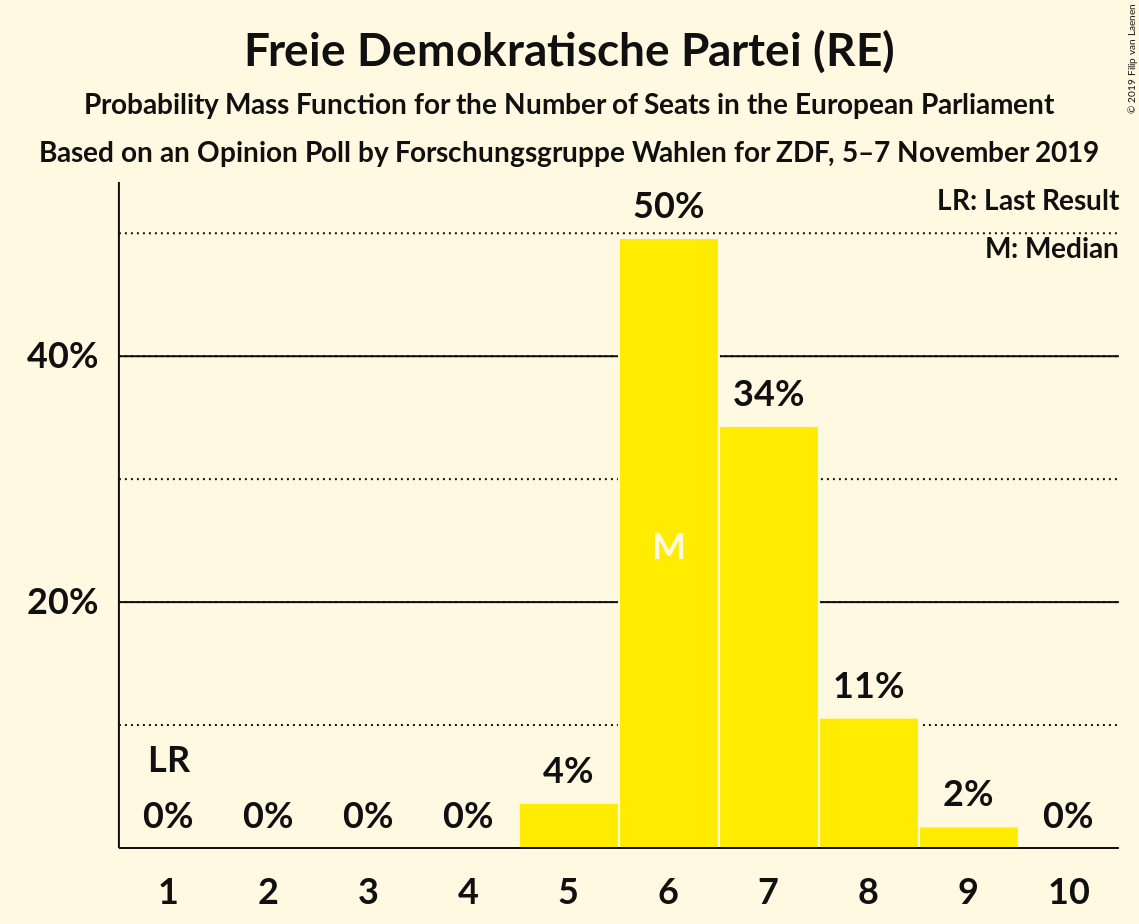 Freie Demokratische Partei (RE)
Probability Mass Function for the Number of Seats in the European Parliament
Based on an Opinion Poll by Forschungsgruppe Wahlen for ZDF, 5–7 November 2019
© 2019 Filip van Laenen
LR: Last Result
M: Median
50%
40%
34%
M
20%
11%
LR
4%
2%
0% 0% 0% 0% 0%
1 2 3 4 5 6 7 8 9 10